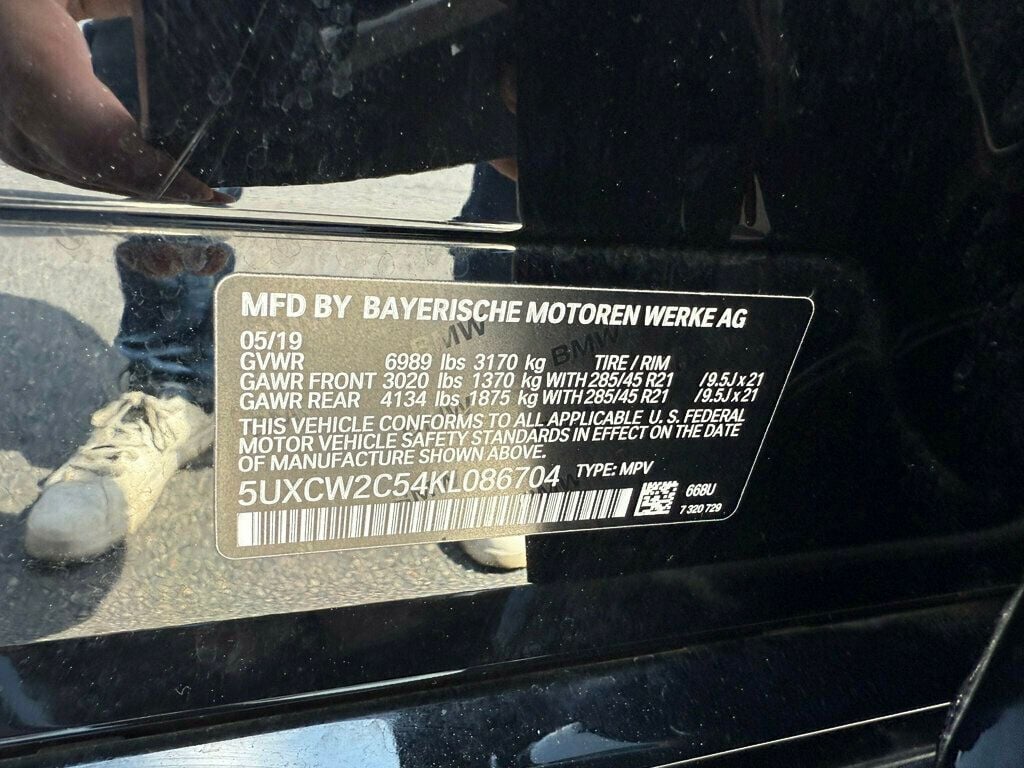 MFD BY BAYERISCHE MOTOREN WERKE AG
05/19
GVWR 6989 lbs 3170 kg TIRE / RIM
GAWR FRONT 3020 lbs 1370 kg WITH 285/45 R21 /9.5J x 21
GAWR REAR 4134 lbs 1875 kg WITH 285/45 R21 /9.5J x 21
THIS VEHICLE CONFORMS TO ALL APPLICABLE U.S. FEDERAL
MOTOR VEHICLE SAFETY STANDARDS IN EFFECT ON THE DATE
OF MANUFACTURE SHOWN ABOVE.
5UXCW2C54KL086704 TYPE: MPV
668U
7 320 729
BMW
BMW